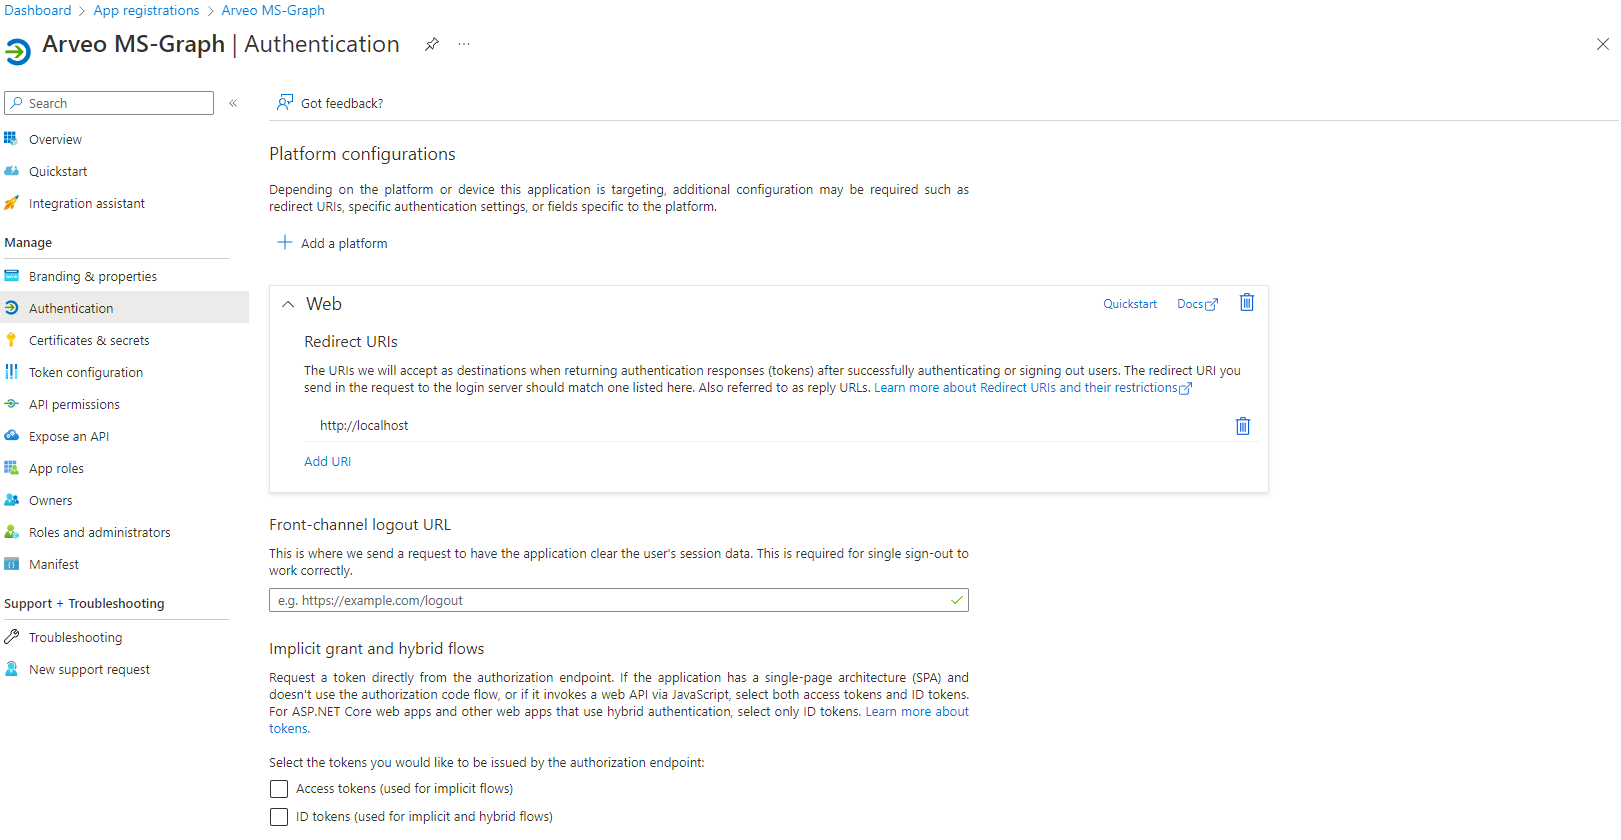 Dashboard > App registrations > Arveo MS-Graph
Arveo MS-Graph | Authentication
Search
«
Overview
Quickstart
Integration assistant
Manage
Branding & properties
Authentication
Certificates & secrets
Token configuration
API permissions
Expose an API
App roles
Owners
Roles and administrators
Manifest
Support + Troubleshooting
Troubleshooting
New support request
Got feedback?
Platform configurations
Depending on the platform or device this application is targeting, additional configuration may be required such as
redirect URIs, specific authentication settings, or fields specific to the platform.
Add a platform
Web
Quickstart
Docs
Redirect URIs
The URIs we will accept as destinations when returning authentication responses (tokens) after successfully authenticating or signing out users. The redirect URI you
send in the request to the login server should match one listed here. Also referred to as reply URLs. Learn more about Redirect URIs and their restrictions
http://localhost
Add URI
Front-channel logout URL
This is where we send a request to have the application clear the user's session data. This is required for single sign-out to
work correctly.
e.g. https://example.com/logout
Implicit grant and hybrid flows
Request a token directly from the authorization endpoint. If the application has a single-page architecture (SPA) and
doesn't use the authorization code flow, or if it invokes a web API via JavaScript, select both access tokens and ID tokens.
For ASP.NET Core web apps and other web apps that use hybrid authentication, select only ID tokens. Learn more about
tokens.
Select the tokens you would like to be issued by the authorization endpoint:
Access tokens (used for implicit flows)
ID tokens (used for implicit and hybrid flows)